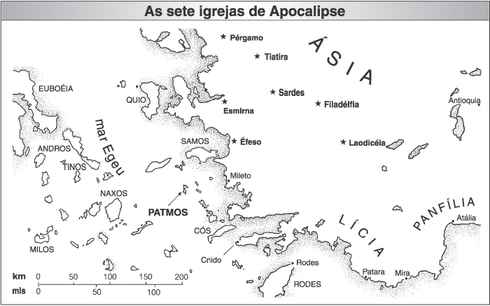 As sete igrejas de Apocalipse
Pérgamo
Tiatira
ÁSIA
EUBOÉIA
QUIO
Sardes
Filadélfia
Antioquia
Esmirna
mar Egeu
ANDROS
TINOS
SAMOS
Éfeso
Laodicéia
Mileto
NAXOS
PATMOS
LÍCIA
PANFÍLIA
Atália
MILOS
CÓS
Cnido
Rodes
RODES
Patara
Mira
km 0 50 100 150 200
mls 50 100